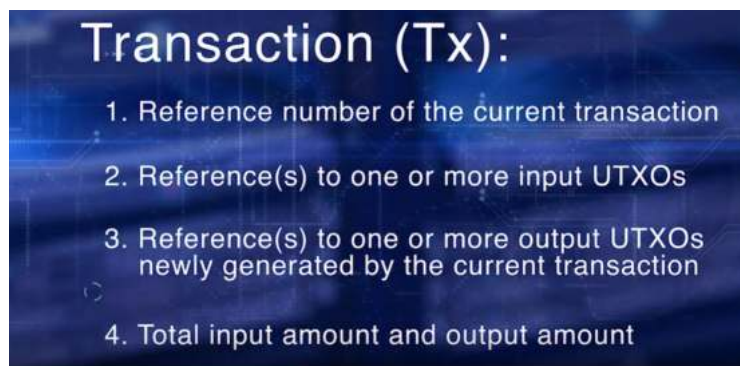 Transaction (Tx):
1. Reference number of the current transaction
2. Reference(s) to one or more input UTXOs
3. Reference(s) to one or more output UTXOs
newly generated by the current transaction
4. Total input amount and output amount